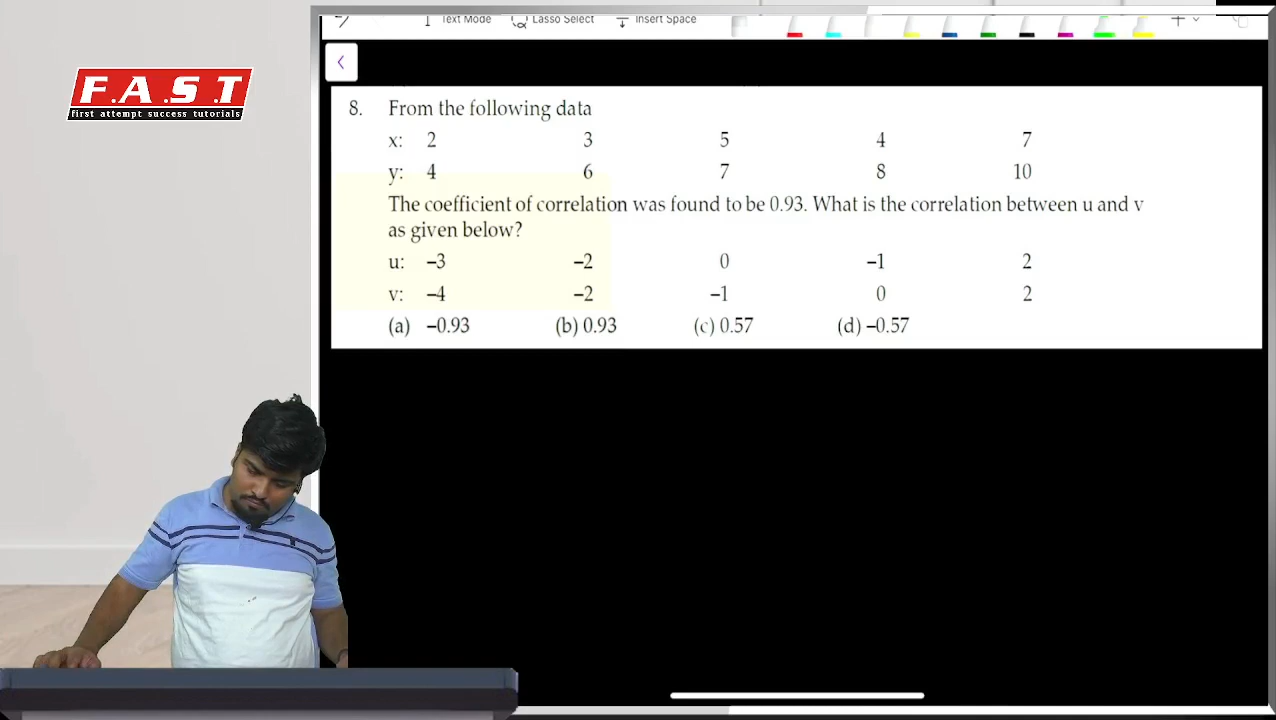 Text Mode Lasso Select Insert Space
F.A.S.T
first attempt success tutorials
8. From the following data
x: 2 3 5 4 7
y: 4 6 7 8 10
The coefficient of correlation was found to be 0.93. What is the correlation between u and v
as given below?
u: –3 –2 0 –1 2
v: –4 –2 –1 0 2
(a) –0.93 (b) 0.93 (c) 0.57 (d) –0.57